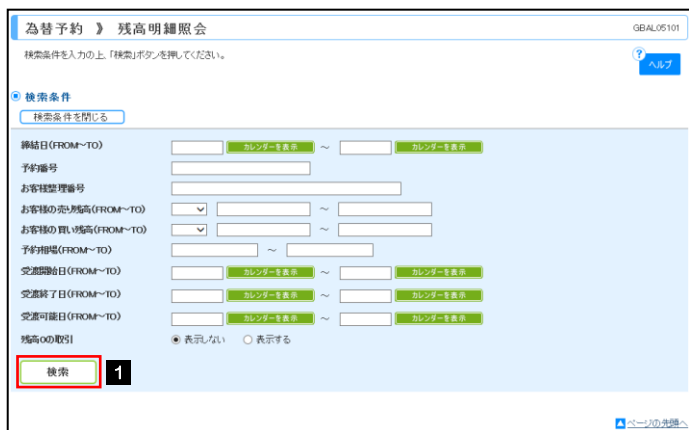 為替予約 》 残高明細照会
GBAL05101
検索条件を入力の上、「検索」ボタンを押してください。
? ヘルプ
検索条件
検索条件を閉じる
締結日(FROM～TO) カレンダーを表示 ～ カレンダーを表示
予約番号
お客様整理番号
お客様の売り残高(FROM～TO) ～
お客様の買い残高(FROM～TO) ～
予約相場(FROM～TO) ～
受渡開始日(FROM～TO) カレンダーを表示 ～ カレンダーを表示
受渡終了日(FROM～TO) カレンダーを表示 ～ カレンダーを表示
受渡可能日(FROM～TO) カレンダーを表示 ～ カレンダーを表示
残高0の取引 表示しない 表示する
検索 1
ページの先頭へ